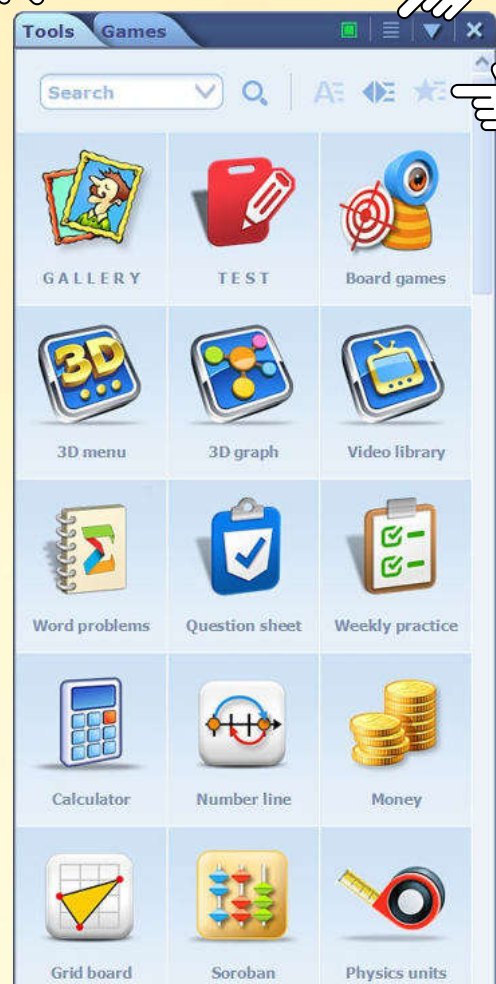 Tools Games
Search
GALLERY TEST Board games
3D
3D menu 3D graph Video library
Word problems Question sheet Weekly practice
Calculator Number line Money
Grid board Soroban Physics units